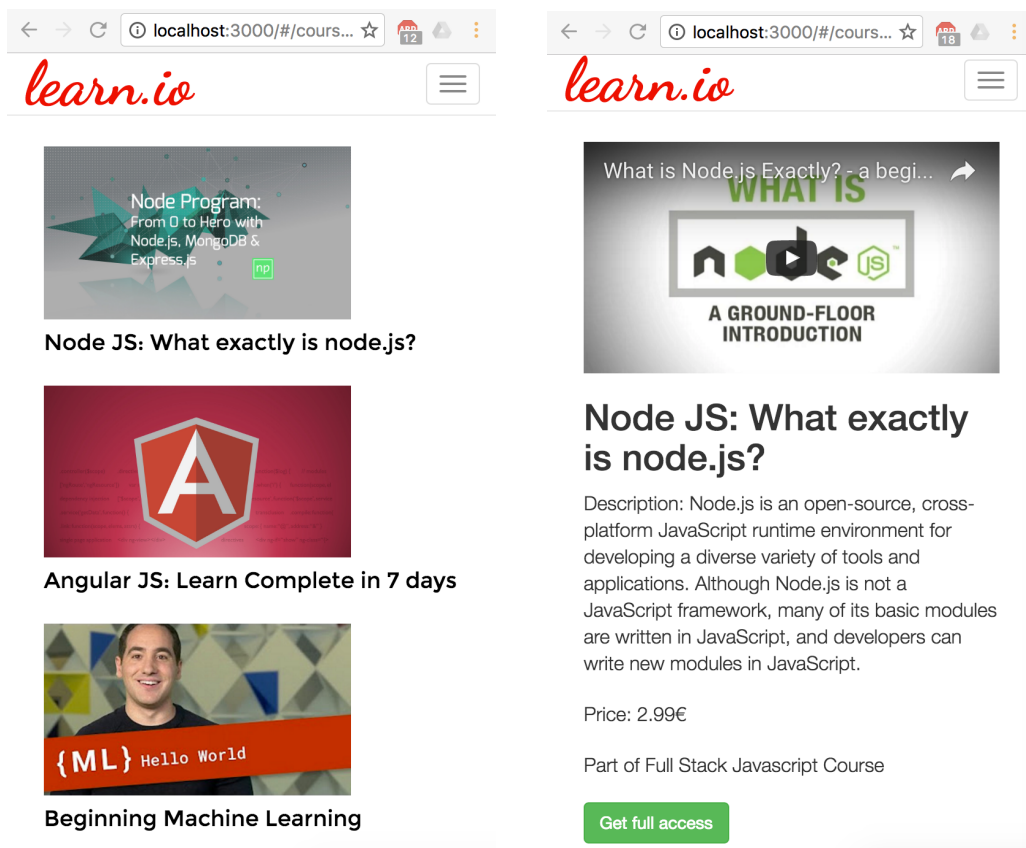 localhost:3000/#/cours...
12
learn.io
Node Program:
From 0 to Hero with
Node.js, MongoDB &
Express.js
np
Node JS: What exactly is node.js?
A
Angular JS: Learn Complete in 7 days
{ML} Hello World
Beginning Machine Learning
localhost:3000/#/cours...
ABP
18
learn.io
What is Node.js Exactly? - a begi...
WHAT IS
node
JS
™
A GROUND-FLOOR
INTRODUCTION
Node JS: What exactly
is node.js?
Description: Node.js is an open-source, cross-
platform JavaScript runtime environment for
developing a diverse variety of tools and
applications. Although Node.js is not a
JavaScript framework, many of its basic modules
are written in JavaScript, and developers can
write new modules in JavaScript.
Price: 2.99€
Part of Full Stack Javascript Course
Get full access